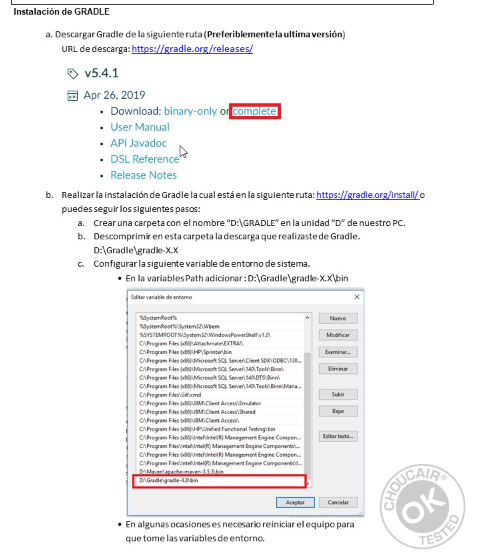 Instalación de GRADLE
a. Descargar Gradle de la siguiente ruta (Preferiblemente la ultima versión)
URL de descarga: https://gradle.org/releases/
v5.4.1
Apr 26, 2019
• Download: binary-only or complete
• User Manual
• API Javadoc
• DSL Reference
• Release Notes
b. Realizar la instalación de Gradle la cual está en la siguiente ruta: https://gradle.org/install/ o
puedes seguir los siguientes pasos:
a. Crear una carpeta con el nombre “D:\GRADLE” en la unidad “D” de nuestro PC.
b. Descomprimir en esta carpeta la descarga que realizaste de Gradle.
D:\Gradle\gradle-X.X
c. Configurar la siguiente variable de entorno de sistema.
• En la variables Path adicionar: D:\Gradle\gradle-X.X\bin
Editar variable de entorno
%SystemRoot%
%SystemRoot%\System32\Wbem
%SYSTEMROOT%\System32\WindowsPowerShell\v1.0\
C:\Program Files (x86)\Attachmate\EXTRA!\
C:\Program Files (x86)\HP\Sprinter\bin
C:\Program Files (x86)\Microsoft SQL Server\Client SDK\ODBC\130...
C:\Program Files (x86)\Microsoft SQL Server\140\Tools\Binn\
C:\Program Files (x86)\Microsoft SQL Server\140\DTS\Binn\
C:\Program Files (x86)\Microsoft SQL Server\140\Tools\Binn\Mana...
C:\Program Files\Git\cmd
C:\Program Files (x86)\IBM\Client Access\Emulator
C:\Program Files (x86)\IBM\Client Access\Shared
C:\Program Files (x86)\IBM\Client Access\
C:\Program Files (x86)\HP\Unified Functional Testing\bin
C:\Program Files (x86)\Intel\Intel(R) Management Engine Compon...
C:\Program Files\Intel\Intel(R) Management Engine Components\...
C:\Program Files (x86)\Intel\Intel(R) Management Engine Compon...
C:\Program Files\Intel\Intel(R) Management Engine Components\I...
D:\Maven\apache-maven-3.5.3\bin
D:\Gradle\gradle-4.8\bin
Nuevo
Modificar
Examinar...
Eliminar
Subir
Bajar
Editar texto...
Aceptar
Cancelar
• En algunas ocasiones es necesario reiniciar el equipo para
que tome las variables de entorno.
CHOUCAIR®
OK
TESTED